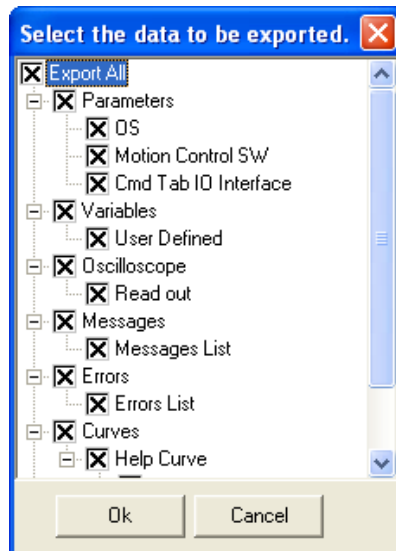 Select the data to be exported.
Export All
Parameters
OS
Motion Control SW
Cmd Tab IO Interface
Variables
User Defined
Oscilloscope
Read out
Messages
Messages List
Errors
Errors List
Curves
Help Curve
Ok Cancel